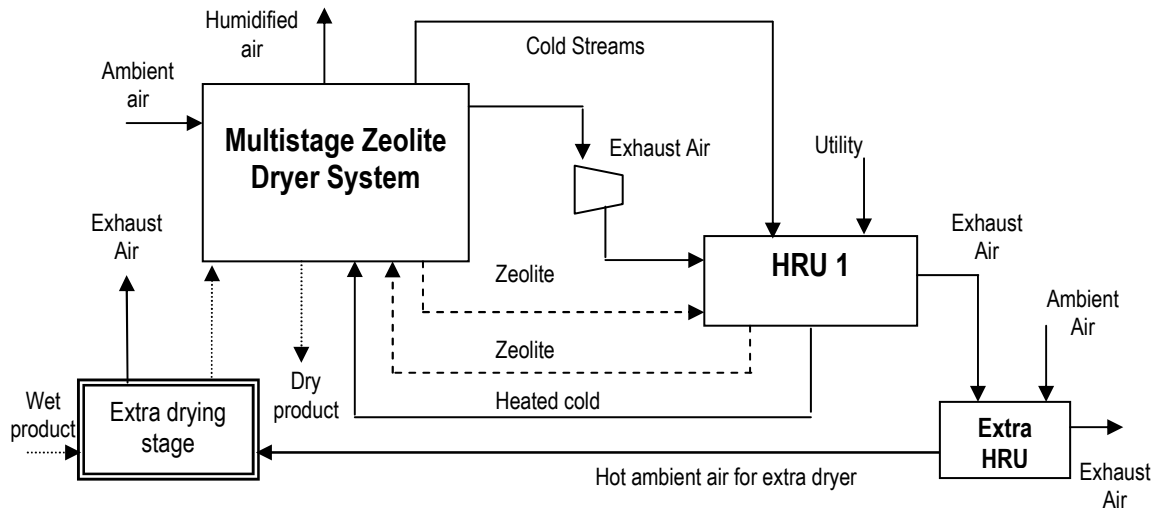 Humidified
air
Cold Streams
Ambient
air
Multistage Zeolite
Dryer System
Exhaust Air
Utility
Exhaust
Air
Exhaust
Air
HRU 1
Zeolite
Ambient
Air
Zeolite
Dry
product
Heated cold
Wet
product
Extra drying
stage
Extra
HRU
Hot ambient air for extra dryer
Exhaust
Air